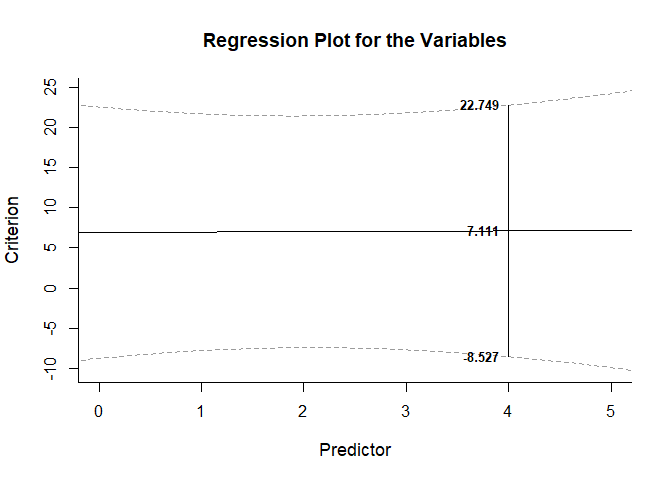 Regression Plot for the Variables
Criterion
25
20
15
10
5
0
-5
-10
22.749
7.111
-8.527
0 1 2 3 4 5
Predictor